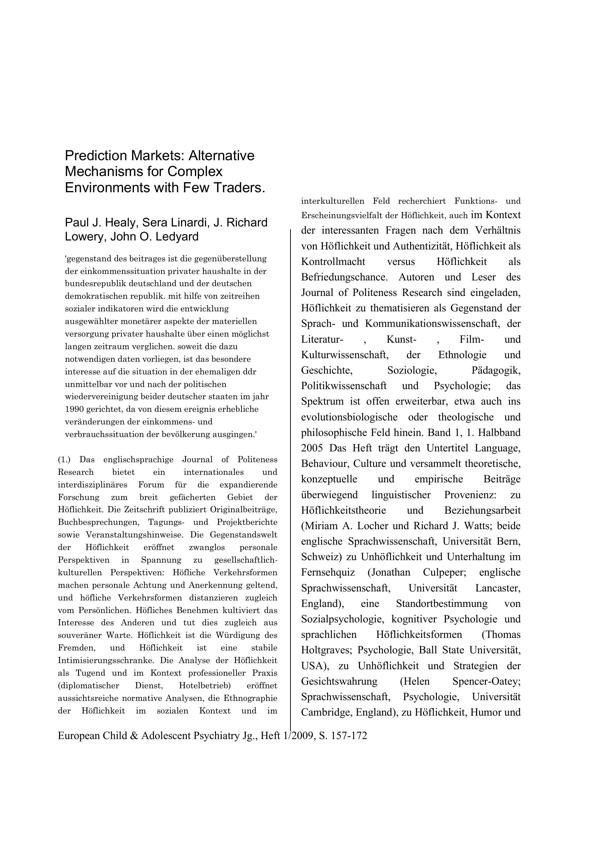 Prediction Markets: Alternative
Mechanisms for Complex
Environments with Few Traders.
Paul J. Healy, Sera Linardi, J. Richard
Lowery, John O. Ledyard
'gegenstand des beitrages ist die gegenüberstellung
der einkommenssituation privater haushalte in der
bundesrepublik deutschland und der deutschen
demokratischen republik. mit hilfe von zeitreihen
sozialer indikatoren wird die entwicklung
ausgewählter monetärer aspekte der materiellen
versorgung privater haushalte über einen möglichst
langen zeitraum verglichen. soweit die dazu
notwendigen daten vorliegen, ist das besondere
interesse auf die situation in der ehemaligen ddr
unmittelbar vor und nach der politischen
wiedervereinigung beider deutscher staaten im jahr
1990 gerichtet, da von diesem ereignis erhebliche
veränderungen der einkommens- und
verbrauchssituation der bevölkerung ausgingen.'
(1.) Das englischsprachige Journal of Politeness
Research bietet ein internationales und
interdisziplinäres Forum für die expandierende
Forschung zum breit gefächerten Gebiet der
Höflichkeit. Die Zeitschrift publiziert Originalbeiträge,
Buchbesprechungen, Tagungs- und Projektberichte
sowie Veranstaltungshinweise. Die Gegenstandswelt
der Höflichkeit eröffnet zwanglos personale
Perspektiven in Spannung zu gesellschaftlich-
kulturellen Perspektiven: Höfliche Verkehrsformen
machen personale Achtung und Anerkennung geltend,
und höfliche Verkehrsformen distanzieren zugleich
vom Persönlichen. Höfliches Benehmen kultiviert das
Interesse des Anderen und tut dies zugleich aus
souveräner Warte. Höflichkeit ist die Würdigung des
Fremden, und Höflichkeit ist eine stabile
Intimisierungsschranke. Die Analyse der Höflichkeit
als Tugend und im Kontext professioneller Praxis
(diplomatischer Dienst, Hotelbetrieb) eröffnet
aussichtsreiche normative Analysen, die Ethnographie
der Höflichkeit im sozialen Kontext und im
interkulturellen Feld recherchiert Funktions- und
Erscheinungsvielfalt der Höflichkeit, auch im Kontext
der interessanten Fragen nach dem Verhältnis
von Höflichkeit und Authentizität, Höflichkeit als
Kontrollmacht versus Höflichkeit als
Befriedungschance. Autoren und Leser des
Journal of Politeness Research sind eingeladen,
Höflichkeit zu thematisieren als Gegenstand der
Sprach- und Kommunikationswissenschaft, der
Literatur- , Kunst- , Film- und
Kulturwissenschaft, der Ethnologie und
Geschichte, Soziologie, Pädagogik,
Politikwissenschaft und Psychologie; das
Spektrum ist offen erweiterbar, etwa auch ins
evolutionsbiologische oder theologische und
philosophische Feld hinein. Band 1, 1. Halbband
2005 Das Heft trägt den Untertitel Language,
Behaviour, Culture und versammelt theoretische,
konzeptuelle und empirische Beiträge
überwiegend linguistischer Provenienz: zu
Höflichkeitstheorie und Beziehungsarbeit
(Miriam A. Locher und Richard J. Watts; beide
englische Sprachwissenschaft, Universität Bern,
Schweiz) zu Unhöflichkeit und Unterhaltung im
Fernsehquiz (Jonathan Culpeper; englische
Sprachwissenschaft, Universität Lancaster,
England), eine Standortbestimmung von
Sozialpsychologie, kognitiver Psychologie und
sprachlichen Höflichkeitsformen (Thomas
Holtgraves; Psychologie, Ball State Universität,
USA), zu Unhöflichkeit und Strategien der
Gesichtswahrung (Helen Spencer-Oatey;
Sprachwissenschaft, Psychologie, Universität
Cambridge, England), zu Höflichkeit, Humor und
European Child & Adolescent Psychiatry Jg., Heft 1/2009, S. 157-172